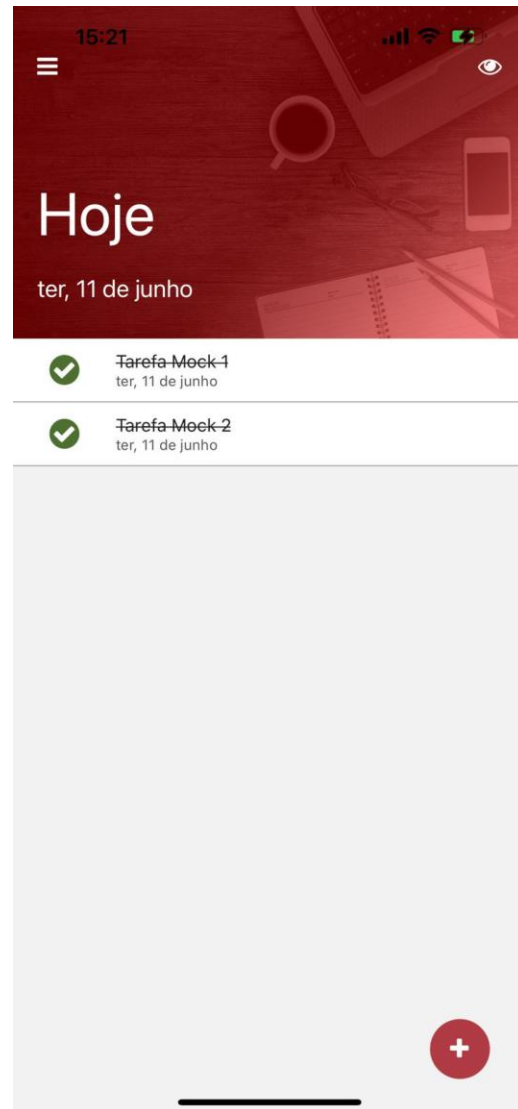 15:21
Hoje
ter, 11 de junho
Tarefa Mock 1
ter, 11 de junho
Tarefa Mock 2
ter, 11 de junho